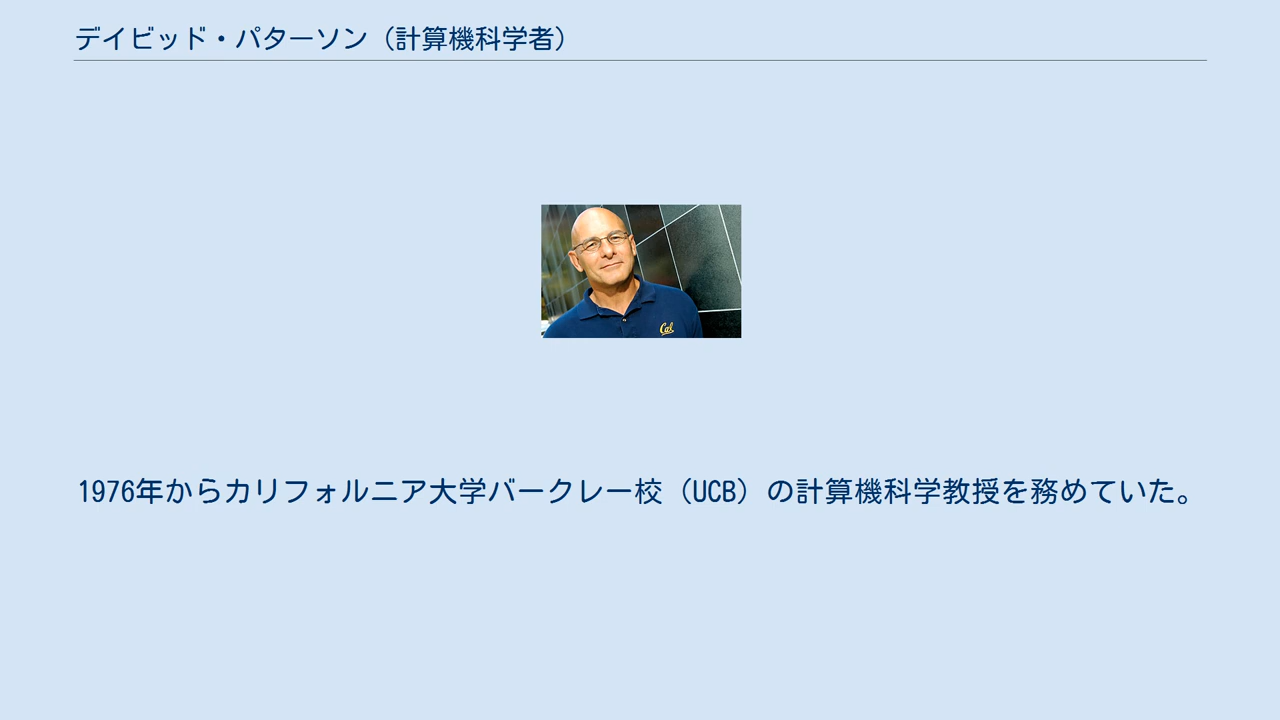 デイビッド・パターソン（計算機科学者）
Cal
1976年からカリフォルニア大学バークレー校（UCB）の計算機科学教授を務めていた。